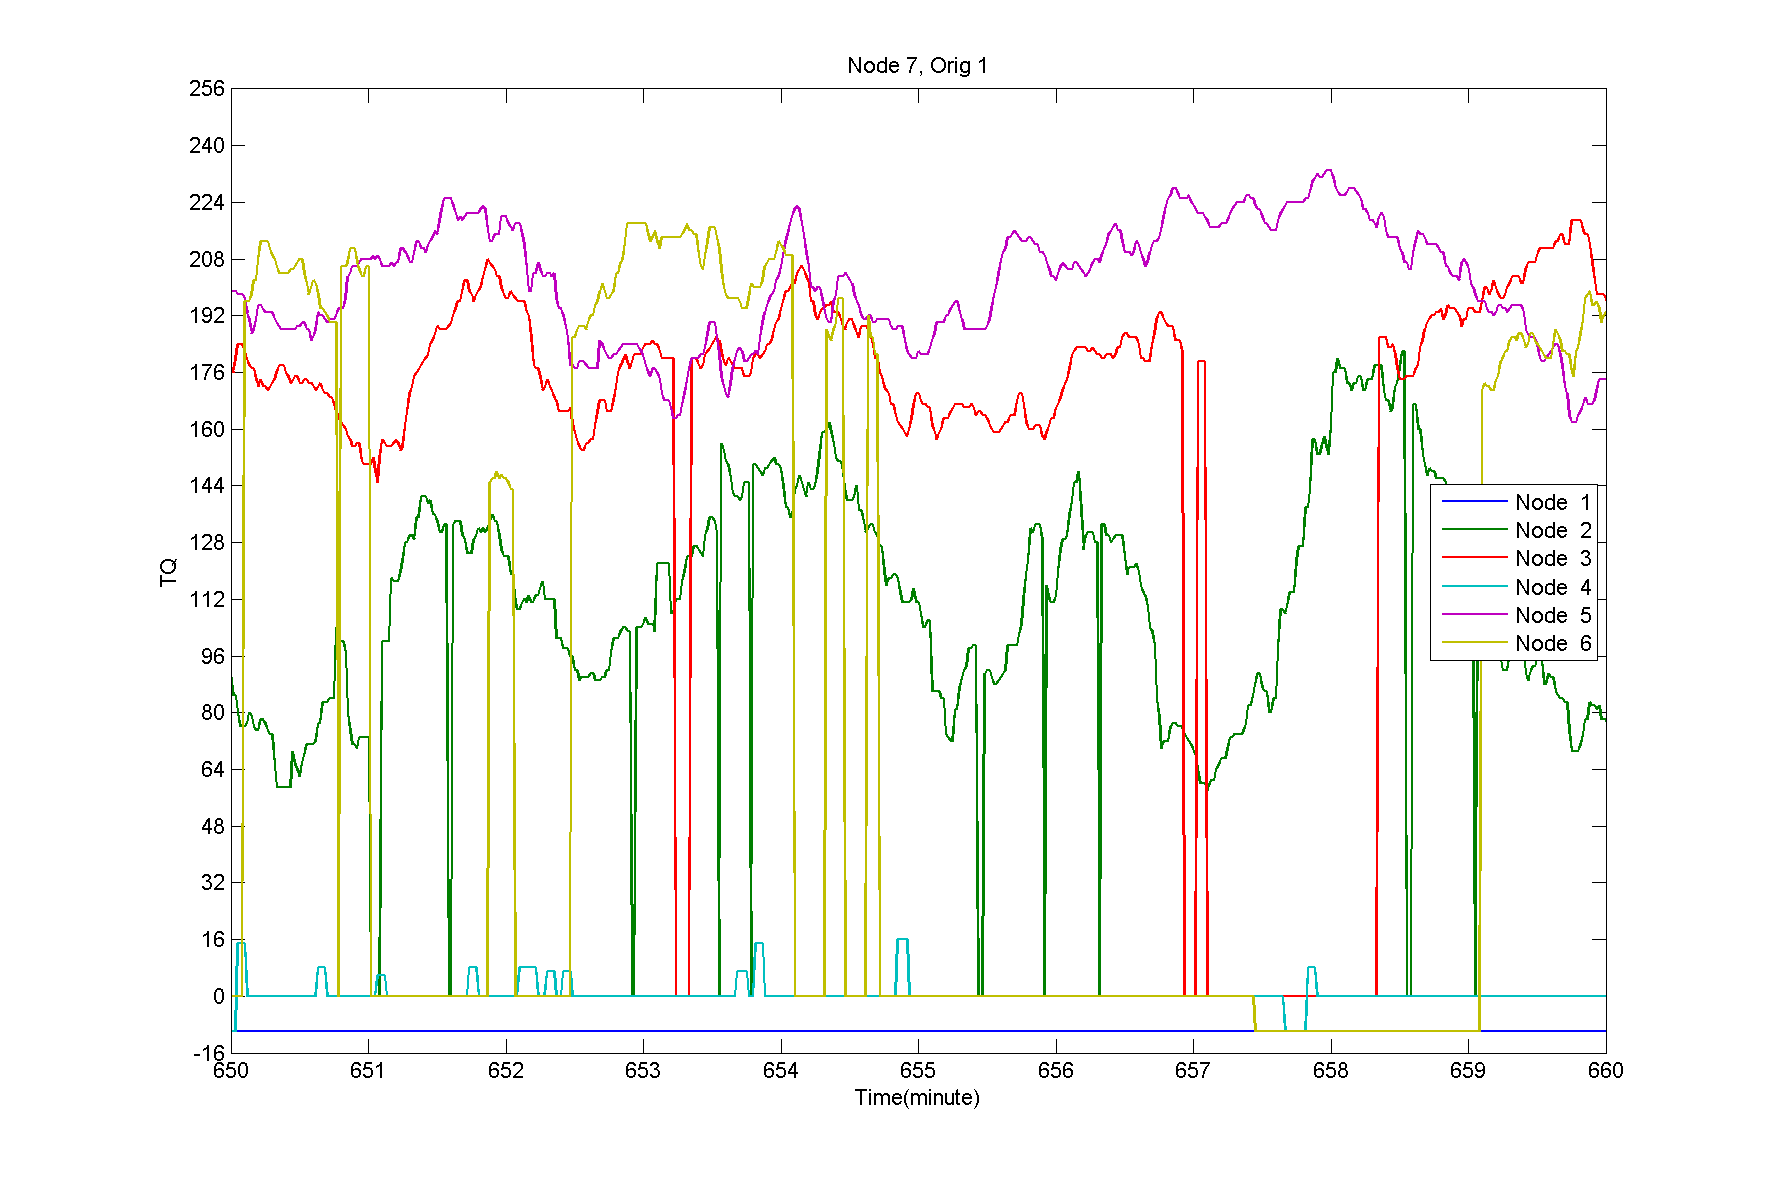 Node 7, Orig 1
256
240
224
208
192
176
160
144
128
112
96
80
64
48
32
16
0
-16
TQ
650 651 652 653 654 655 656 657 658 659 660
Time(minute)
Node 1
Node 2
Node 3
Node 4
Node 5
Node 6